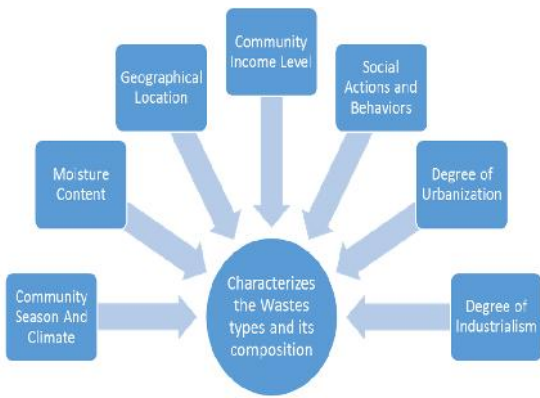 Community
Income Level
Geographical
Location
Social
Actions and
Behaviors
Moisture
Content
Degree of
Urbanization
Community
Season And
Climate
Characterizes
the Wastes
types and its
composition
Degree of
Industrialism